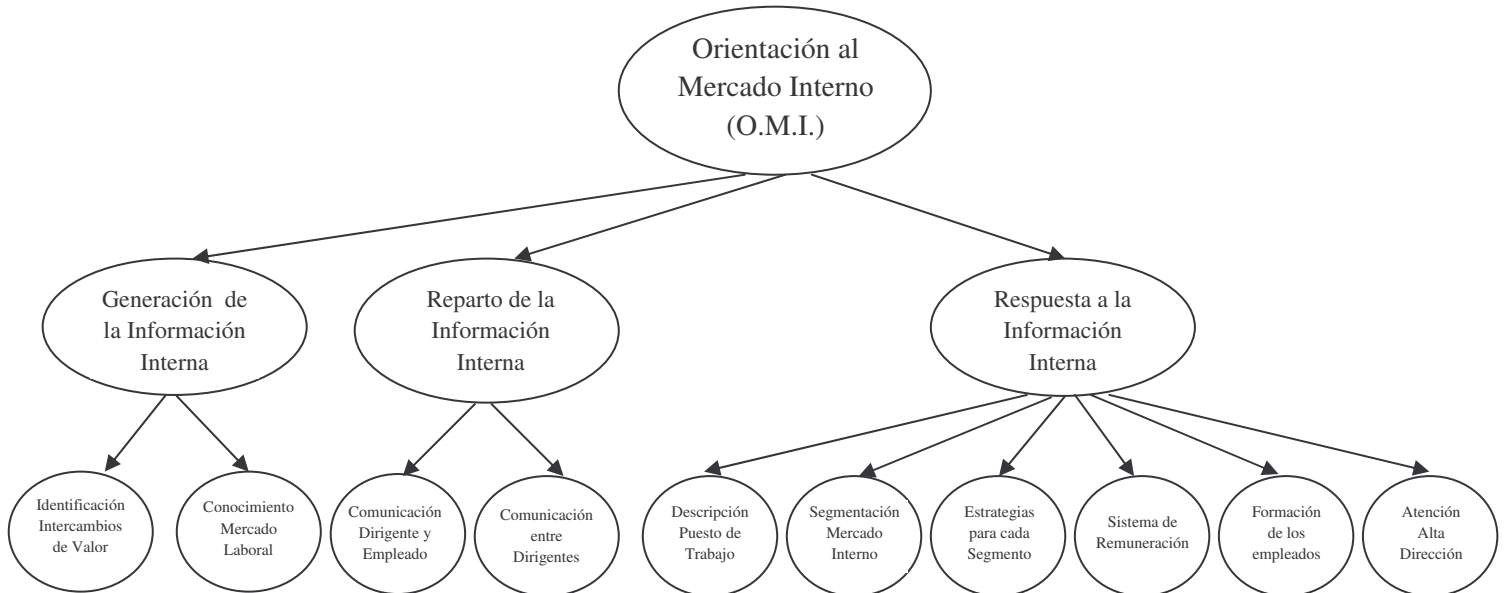 Orientación al
Mercado Interno
(O.M.I.)
Generación de
la Información
Interna
Reparto de la
Información
Interna
Respuesta a la
Información
Interna
Identificación
Intercambios
de Valor
Conocimiento
Mercado
Laboral
Comunicación
Dirigente y
Empleado
Comunicación
entre
Dirigentes
Descripción
Puesto de
Trabajo
Segmentación
Mercado
Interno
Estrategias
para cada
Segmento
Sistema de
Remuneración
Formación
de los
empleados
Atención
Alta
Dirección